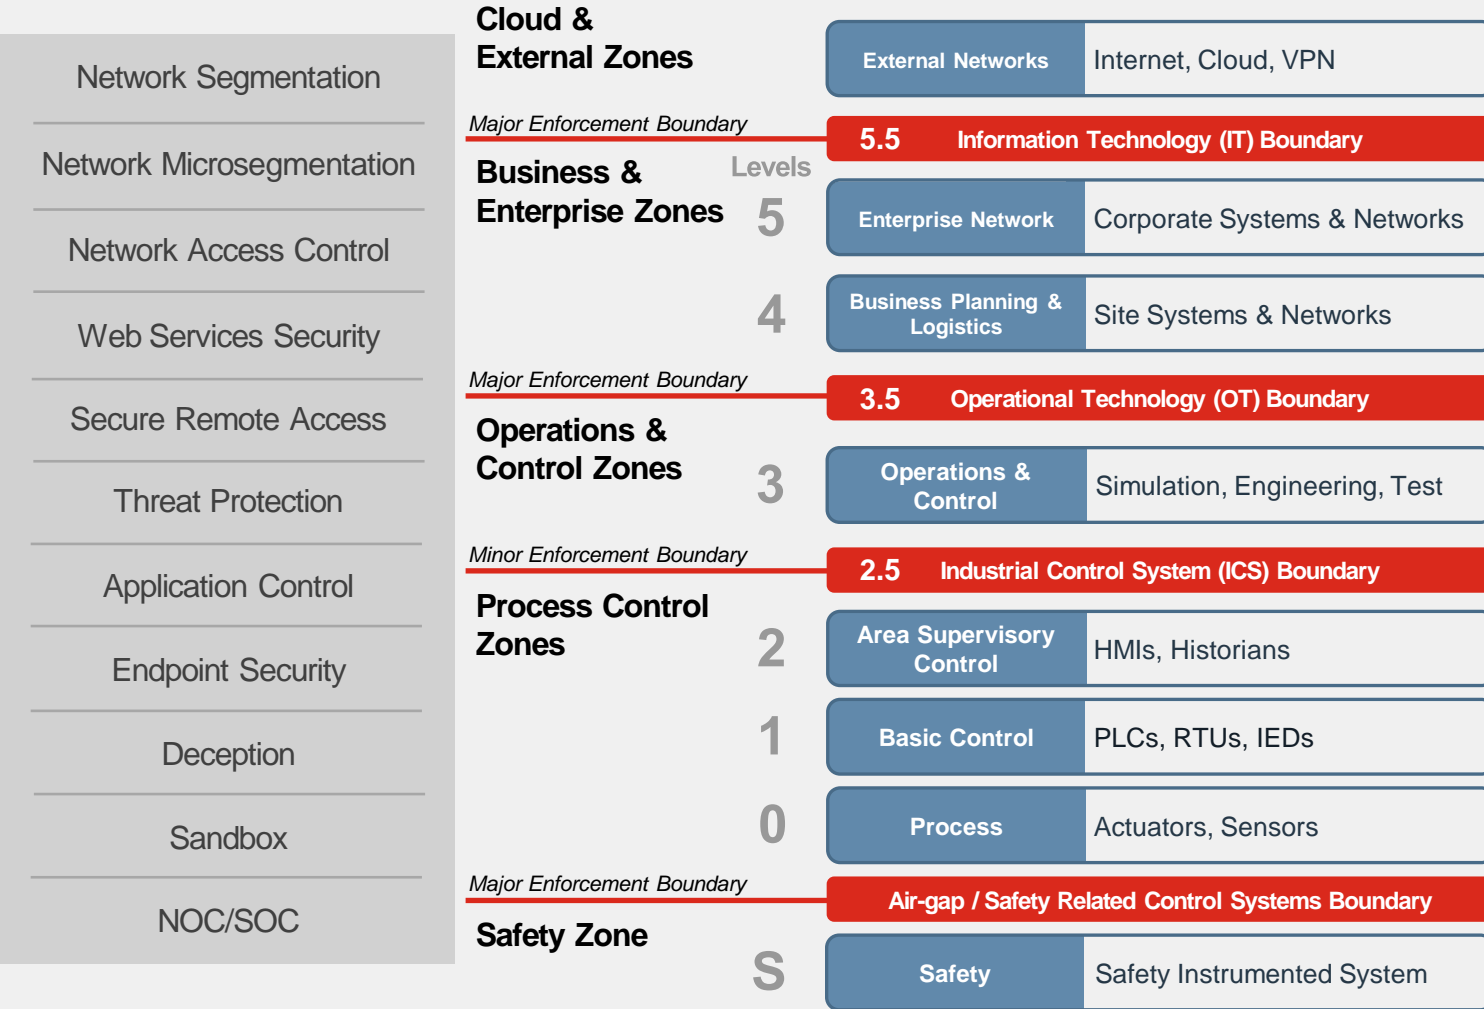 Network Segmentation
Network Microsegmentation
Network Access Control
Web Services Security
Secure Remote Access
Threat Protection
Application Control
Endpoint Security
Deception
Sandbox
NOC/SOC
Cloud &
External Zones
External Networks
Internet, Cloud, VPN
Major Enforcement Boundary
5.5 Information Technology (IT) Boundary
Business &
Enterprise Zones
Levels
5
Enterprise Network
Corporate Systems & Networks
4
Business Planning &
Logistics
Site Systems & Networks
Major Enforcement Boundary
3.5 Operational Technology (OT) Boundary
Operations &
Control Zones
3
Operations &
Control
Simulation, Engineering, Test
Minor Enforcement Boundary
2.5 Industrial Control System (ICS) Boundary
Process Control
Zones
2
Area Supervisory
Control
HMIs, Historians
1
Basic Control
PLCs, RTUs, IEDs
0
Process
Actuators, Sensors
Major Enforcement Boundary
Air-gap / Safety Related Control Systems Boundary
Safety Zone
S
Safety
Safety Instrumented System